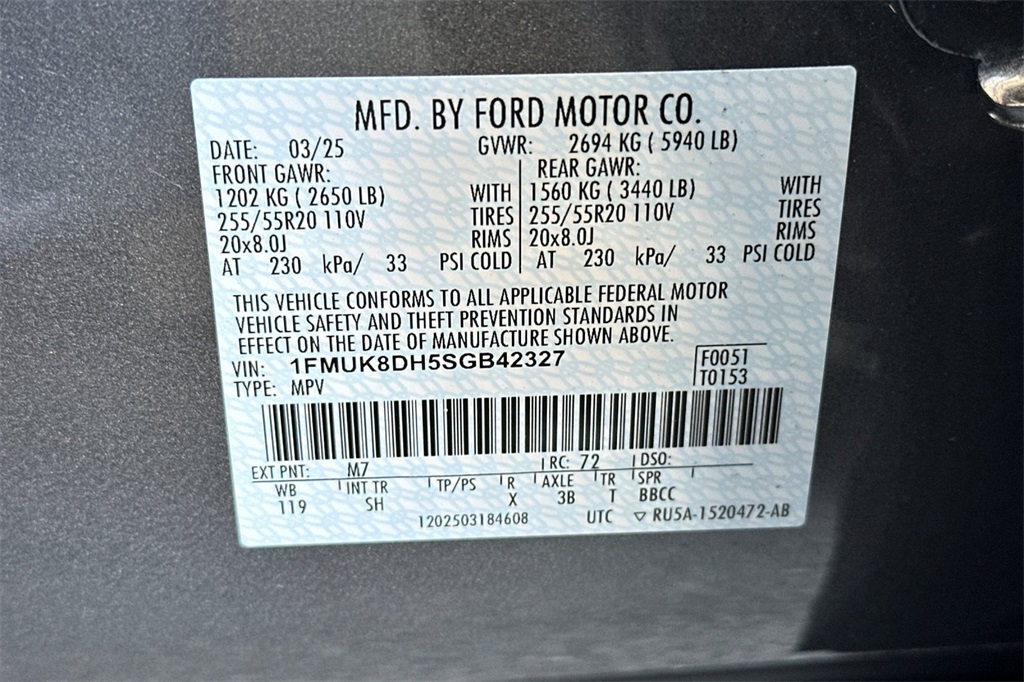 MFD. BY FORD MOTOR CO.
DATE: 03/25 GVWR: 2694 KG ( 5940 LB)
FRONT GAWR: REAR GAWR:
1202 KG ( 2650 LB) WITH 1560 KG ( 3440 LB) WITH
255/55R20 110V TIRES 255/55R20 110V TIRES
20x8.0J RIMS 20x8.0J RIMS
AT 230 kPa/ 33 PSI COLD AT 230 kPa/ 33 PSI COLD
THIS VEHICLE CONFORMS TO ALL APPLICABLE FEDERAL MOTOR
VEHICLE SAFETY AND THEFT PREVENTION STANDARDS IN
EFFECT ON THE DATE OF MANUFACTURE SHOWN ABOVE.
VIN: 1FMUK8DH5SGB42327 F0051
TYPE: MPV T0153
EXT PNT: M7 RC: 72 DSO:
WB INT TR TP/PS R AXLE TR SPR
119 SH X 3B T BBCC
1202503184608 UTC ▽ RU5A-1520472-AB